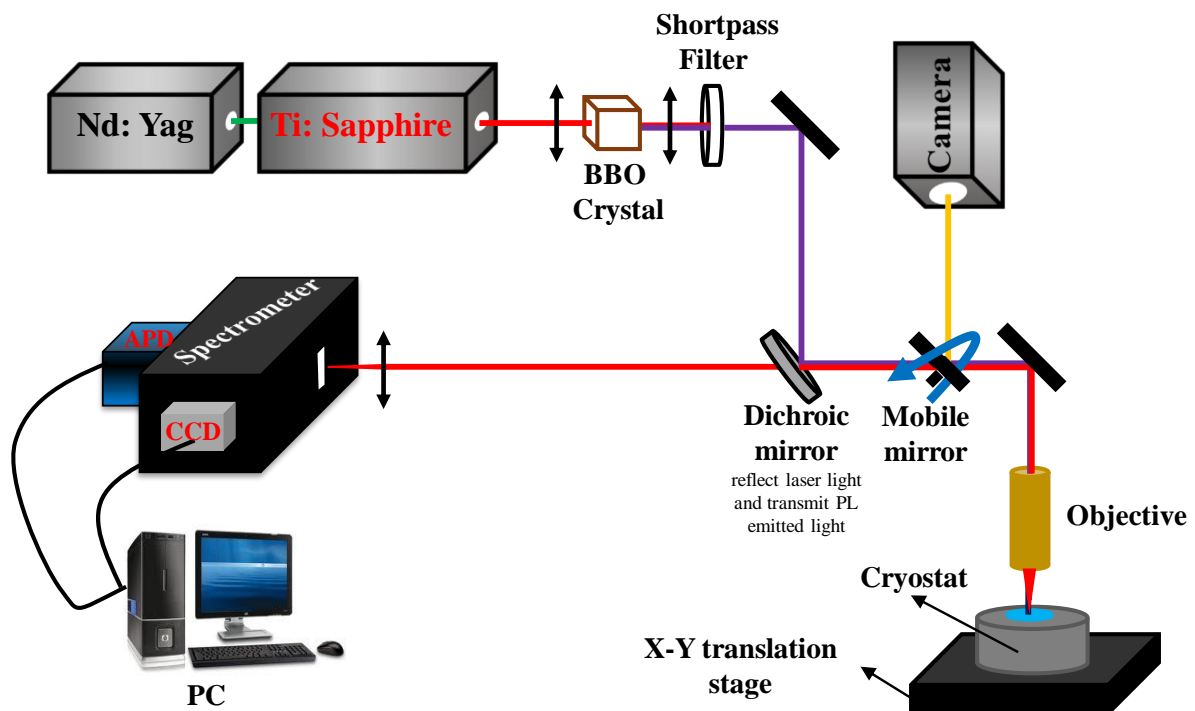 Shortpass
Filter
Nd: Yag
Ti: Sapphire
Camera
BBO
Crystal
Spectrometer
APD
CCD
Dichroic
mirror
reflect laser light
and transmit PL
emitted light
Mobile
mirror
Objective
Cryostat
X-Y translation
stage
PC